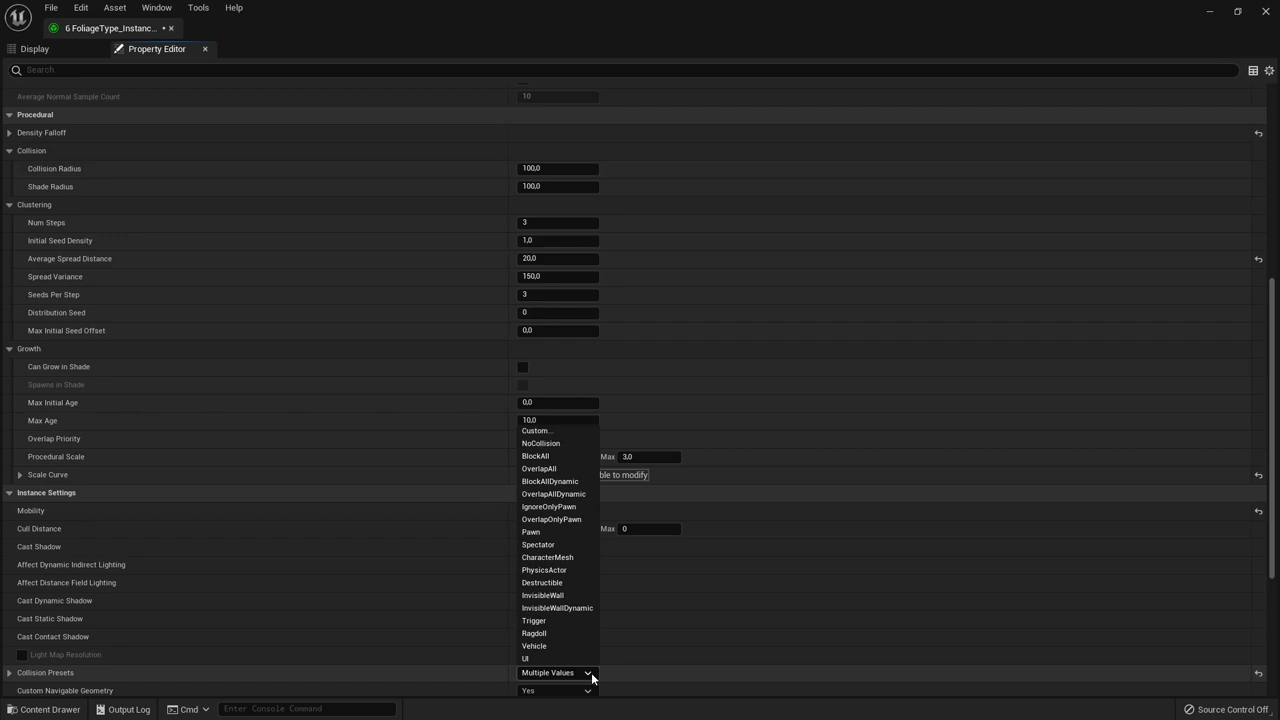 File Edit Asset Window Tools Help
6 FoliageType_Instanc...
Display Property Editor
Search
Average Normal Sample Count 10
Procedural
Density Falloff
Collision
Collision Radius 100,0
Shade Radius 100,0
Clustering
Num Steps 3
Initial Seed Density 1,0
Average Spread Distance 20,0
Spread Variance 150,0
Seeds Per Step 3
Distribution Seed 0
Max Initial Seed Offset 0,0
Growth
Can Grow in Shade
Spawns in Shade
Max Initial Age 0,0
Max Age 10,0
Custom...
Overlap Priority NoCollision
Procedural Scale BlockAll Max 3,0
OverlapAll
Scale Curve ble to modify
BlockAllDynamic
Instance Settings OverlapAllDynamic
Mobility IgnoreOnlyPawn
OverlapOnlyPawn
Cull Distance Pawn Max 0
Cast Shadow Spectator
CharacterMesh
Affect Dynamic Indirect Lighting PhysicsActor
Affect Distance Field Lighting Destructible
InvisibleWall
Cast Dynamic Shadow InvisibleWallDynamic
Cast Static Shadow Trigger
Cast Contact Shadow Ragdoll
Vehicle
Light Map Resolution UI
Collision Presets Multiple Values
Custom Navigable Geometry Yes
Content Drawer Output Log Cmd Enter Console Command Source Control Off